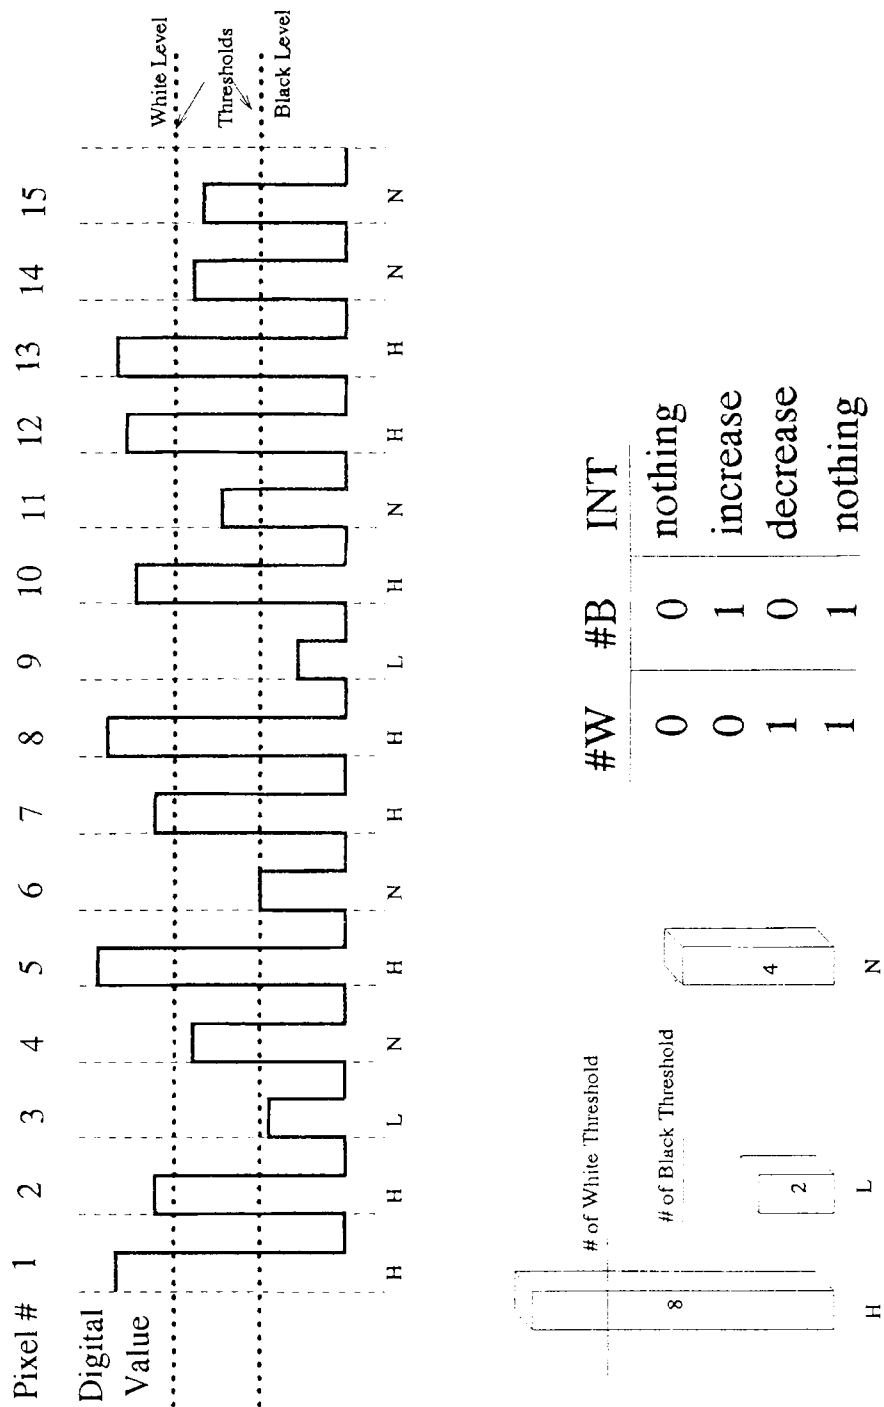 Pixel # 1 2 3 4 5 6 7 8 9 10 11 12 13 14 15
Digital
Value
White Level
Thresholds
Black Level
H H L N H N H H L H N H H N N
# of White Threshold
# of Black Threshold
8 2 4
H L N
#W #B INT
0 0 nothing
0 1 increase
1 0 decrease
1 1 nothing